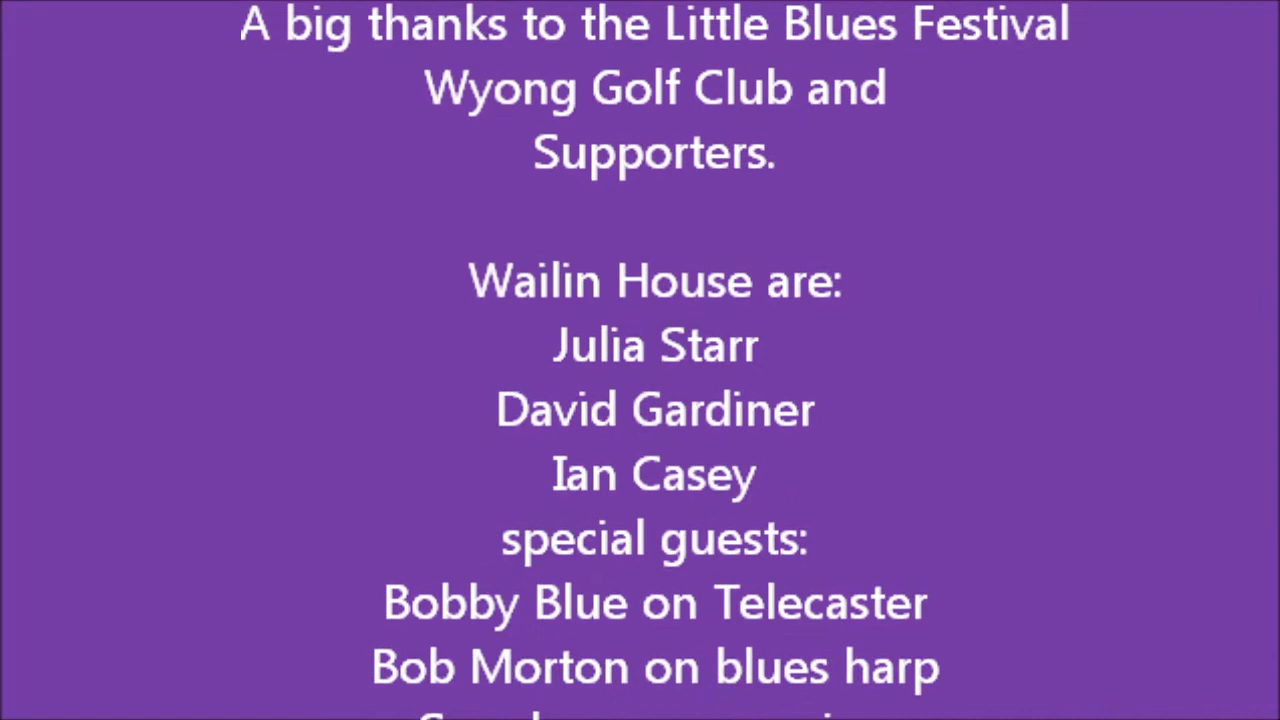 A big thanks to the Little Blues Festival
Wyong Golf Club and
Supporters.
Wailin House are:
Julia Starr
David Gardiner
Ian Casey
special guests:
Bobby Blue on Telecaster
Bob Morton on blues harp